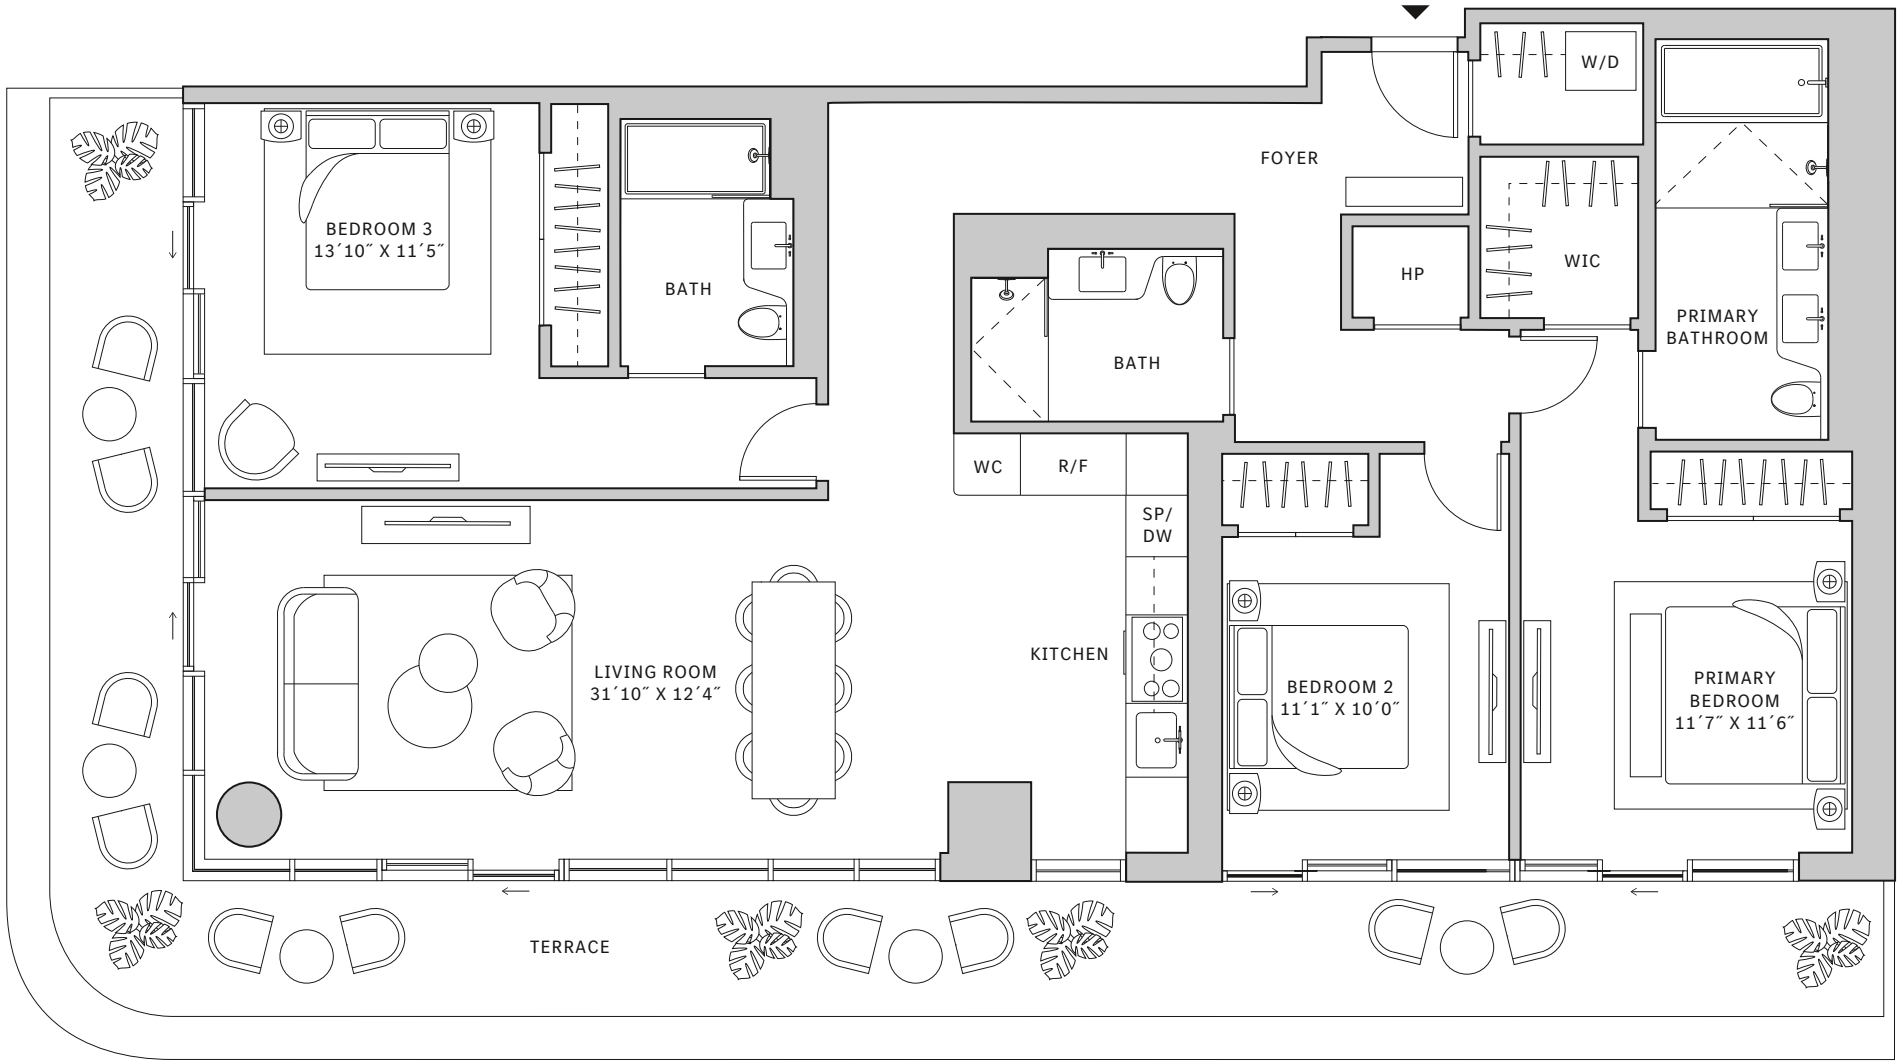 W/D
FOYER
BEDROOM 3
13´10˝ X 11´5˝
BATH
HP
WIC
PRIMARY
BATHROOM
BATH
WC
R/F
SP/
DW
KITCHEN
LIVING ROOM
31´10˝ X 12´4˝
BEDROOM 2
11´1˝ X 10´0˝
PRIMARY
BEDROOM
11´7˝ X 11´6˝
TERRACE